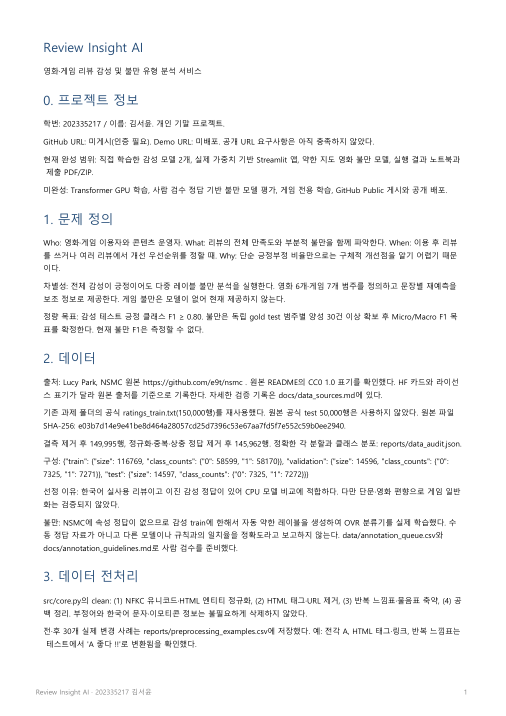 Review Insight AI
영화·게임 리뷰 감성 및 불만 유형 분석 서비스
0. 프로젝트 정보
학번: 202335217 / 이름: 김서윤. 개인 기말 프로젝트.
GitHub URL: 미게시(인증 필요). Demo URL: 미배포. 공개 URL 요구사항은 아직 충족하지 않았다.
현재 완성 범위: 직접 학습한 감성 모델 2개, 실제 가중치 기반 Streamlit 앱, 약한 지도 영화 불만 모델, 실행 결과 노트북과
제출 PDF/ZIP.
미완성: Transformer GPU 학습, 사람 검수 정답 기반 불만 모델 평가, 게임 전용 학습, GitHub Public 게시와 공개 배포.
1. 문제 정의
Who: 영화·게임 이용자와 콘텐츠 운영자. What: 리뷰의 전체 만족도와 부분적 불만을 함께 파악한다. When: 이용 후 리뷰
를 쓰거나 여러 리뷰에서 개선 우선순위를 정할 때. Why: 단순 긍정부정 비율만으로는 구체적 개선점을 알기 어렵기 때문
이다.
차별성: 전체 감성이 긍정이어도 다중 레이블 불만 분석을 실행한다. 영화 6개·게임 7개 범주를 정의하고 문장별 재예측을
보조 정보로 제공한다. 게임 불만은 모델이 없어 현재 제공하지 않는다.
정량 목표: 감성 테스트 긍정 클래스 F1 ≥ 0.80. 불만은 독립 gold test 범주별 양성 30건 이상 확보 후 Micro/Macro F1 목
표를 확정한다. 현재 불만 F1은 측정할 수 없다.
2. 데이터
출처: Lucy Park, NSMC 원본 https://github.com/e9t/nsmc . 원본 README의 CC0 1.0 표기를 확인했다. HF 카드와 라이선
스 표기가 달라 원본 출처를 기준으로 기록한다. 자세한 검증 기록은 docs/data_sources.md에 있다.
기존 과제 폴더의 공식 ratings_train.txt(150,000행)를 재사용했다. 원본 공식 test 50,000행은 사용하지 않았다. 원본 파일
SHA-256: e03b7d14e9e41be8d464a28057cd25d7396c53e67aa7fd5f7e552c59b0ee2940.
결측 제거 후 149,995행, 정규화·중복·상충 정답 제거 후 145,962행. 정확한 각 분할과 클래스 분포: reports/data_audit.json.
구성: {"train": {"size": 116769, "class_counts": {"0": 58599, "1": 58170}}, "validation": {"size": 14596, "class_counts": {"0":
7325, "1": 7271}}, "test": {"size": 14597, "class_counts": {"0": 7325, "1": 7272}}}
선정 이유: 한국어 실사용 리뷰이고 이진 감성 정답이 있어 CPU 모델 비교에 적합하다. 다만 단문·영화 편향으로 게임 일반
화는 검증되지 않았다.
불만: NSMC에 속성 정답이 없으므로 감성 train에 한해서 자동 약한 레이블을 생성하여 OVR 분류기를 실제 학습했다. 수
동 정답 자료가 아니고 다른 모델이나 규칙과의 일치율을 정확도라고 보고하지 않는다. data/annotation_queue.csv와
docs/annotation_guidelines.md로 사람 검수를 준비했다.
3. 데이터 전처리
src/core.py의 clean: (1) NFKC 유니코드·HTML 엔티티 정규화, (2) HTML 태그·URL 제거, (3) 반복 느낌표·물음표 축약, (4) 공
백 정리. 부정어와 한국어 문자·이모티콘 정보는 불필요하게 삭제하지 않았다.
전·후 30개 실제 변경 사례는 reports/preprocessing_examples.csv에 저장했다. 예: 전각 A, HTML 태그·링크, 반복 느낌표는
테스트에서 'A 좋다 !!'로 변환됨을 확인했다.
Review Insight AI · 202335217 김서윤
1